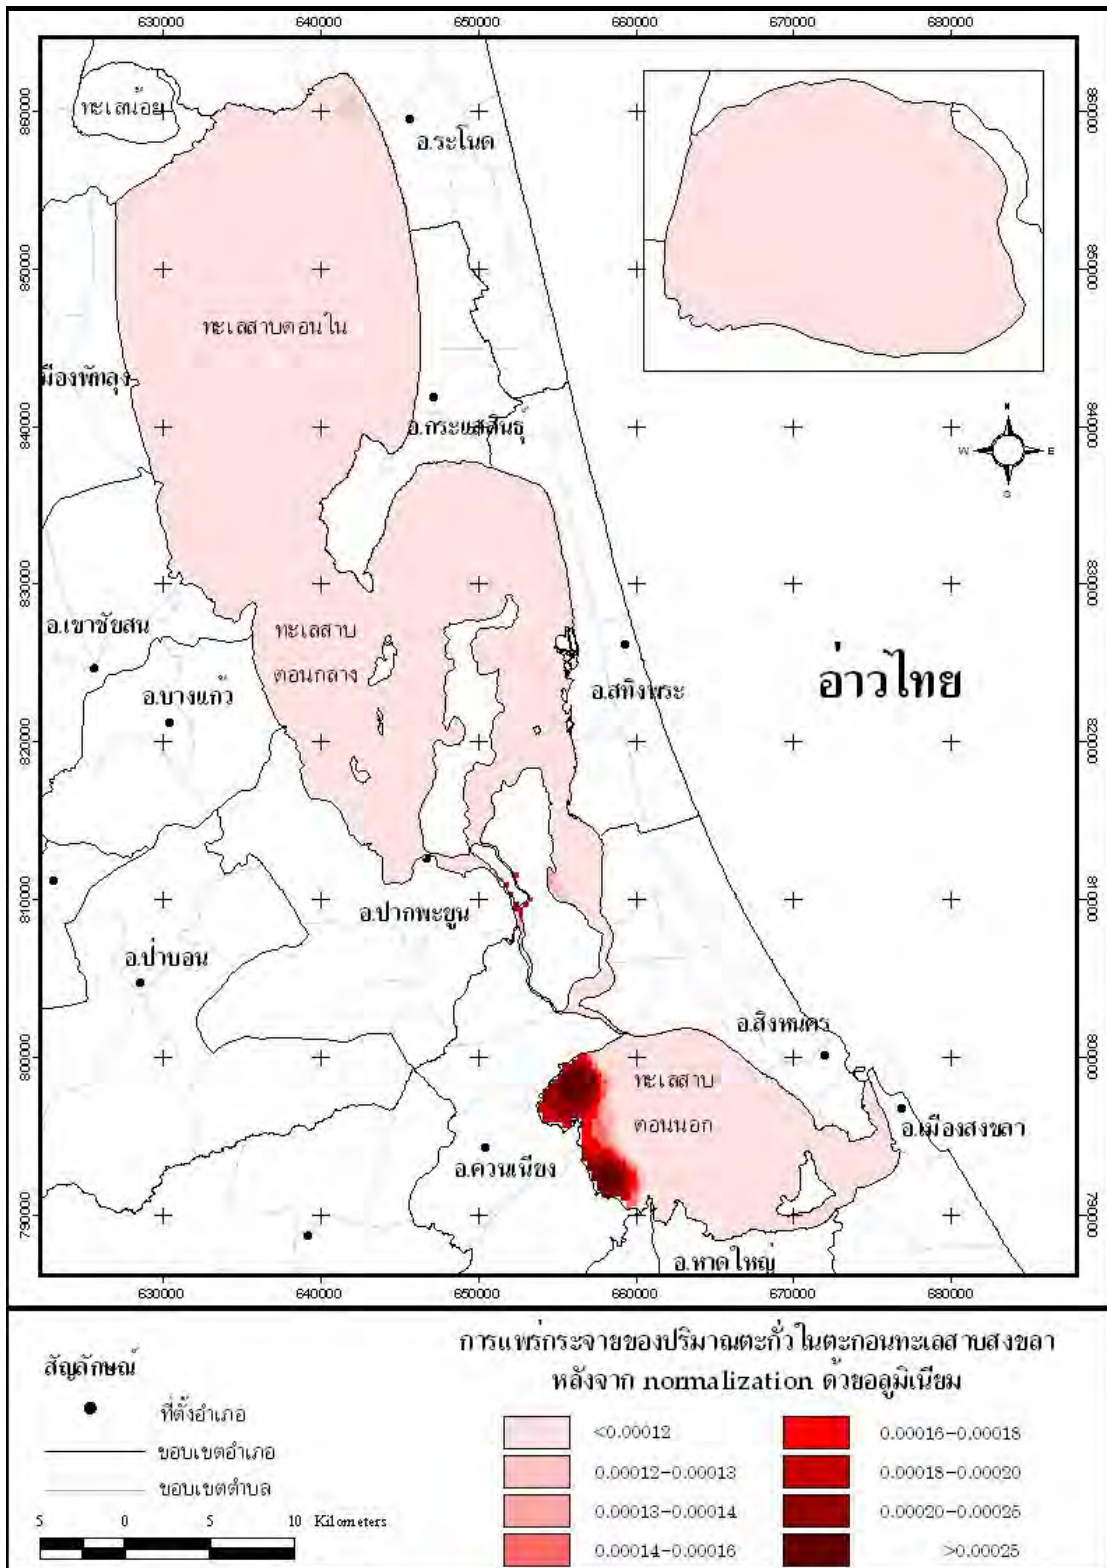 630000 640000 650000 660000 670000 680000
860000 860000
850000 850000
840000 840000
830000 830000
820000 820000
810000 810000
800000 800000
790000 790000
ทะเลน้อย
อ.ระโนด
ทะเลสาบตอนใน
มืองพัทลุง
อ.กระแสสินธุ์
N
W E
S
อ.เขาชัยสน
ทะเลสาบ
ตอนกลาง
อ.บางแก้ว
อ.สทิงพระ
อ่าวไทย
อ.ปากพะยูน
อ.ป่าบอน
อ.สิงหนคร
ทะเลสาบ
ตอนนอก
อ.เมืองสงขลา
อ.ควนเนียง
อ.หาดใหญ่
630000 640000 650000 660000 670000 680000
การแพร่กระจายของปริมาณตะกั่วในตะกอนทะเลสาบสงขลา
หลังจาก normalization ด้วยอลูมิเนียม
สัญลักษณ์
ที่ตั้งอำเภอ
ขอบเขตอำเภอ
ขอบเขตตำบล
5 0 5 10 Kilometers
<0.00012
0.00012-0.00013
0.00013-0.00014
0.00014-0.00016
0.00016-0.00018
0.00018-0.00020
0.00020-0.00025
>0.00025